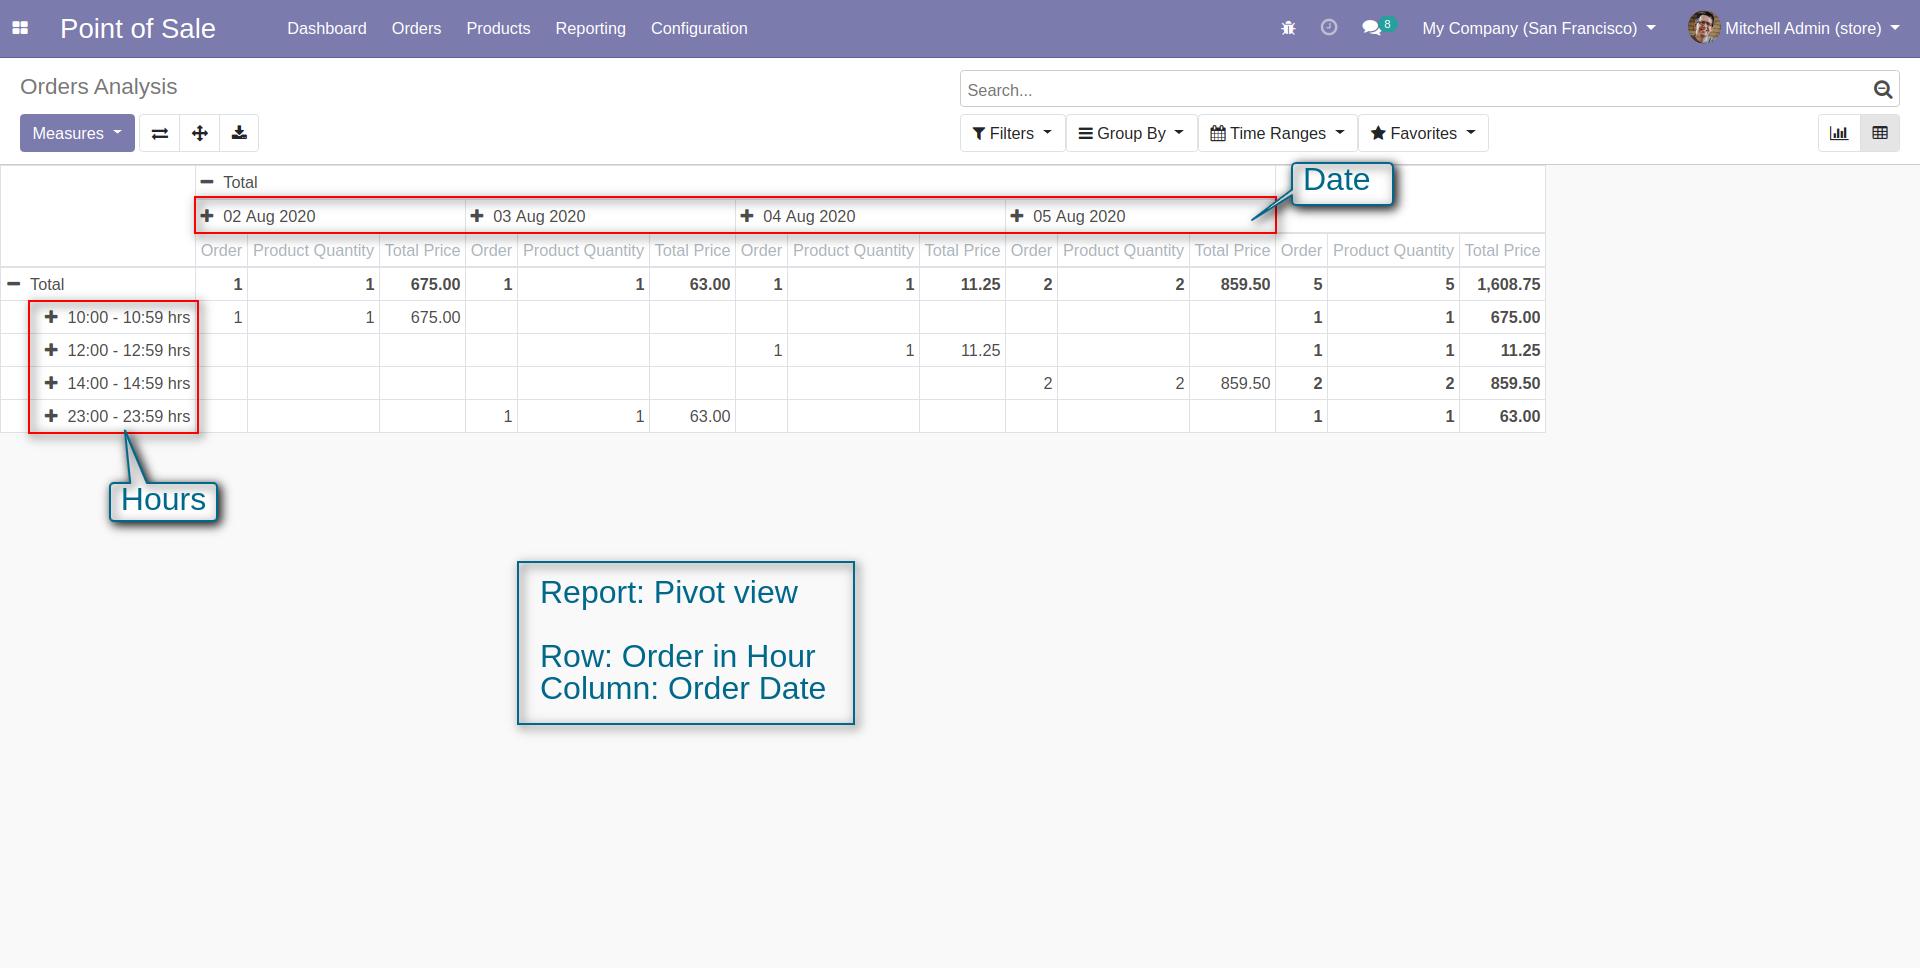 Point of Sale Dashboard Orders Products Reporting Configuration 8 My Company (San Francisco) Mitchell Admin (store)
Orders Analysis
Search...
Measures Filters Group By Time Ranges Favorites
Total
Date
02 Aug 2020 03 Aug 2020 04 Aug 2020 05 Aug 2020
Order Product Quantity Total Price Order Product Quantity Total Price Order Product Quantity Total Price Order Product Quantity Total Price Order Product Quantity Total Price
Total 1 1 675.00 1 1 63.00 1 1 11.25 2 2 859.50 5 5 1,608.75
10:00 - 10:59 hrs 1 1 675.00 1 1 675.00
12:00 - 12:59 hrs 1 1 11.25 1 1 11.25
14:00 - 14:59 hrs 2 2 859.50 2 2 859.50
23:00 - 23:59 hrs 1 1 63.00 1 1 63.00
Hours
Report: Pivot view
Row: Order in Hour
Column: Order Date